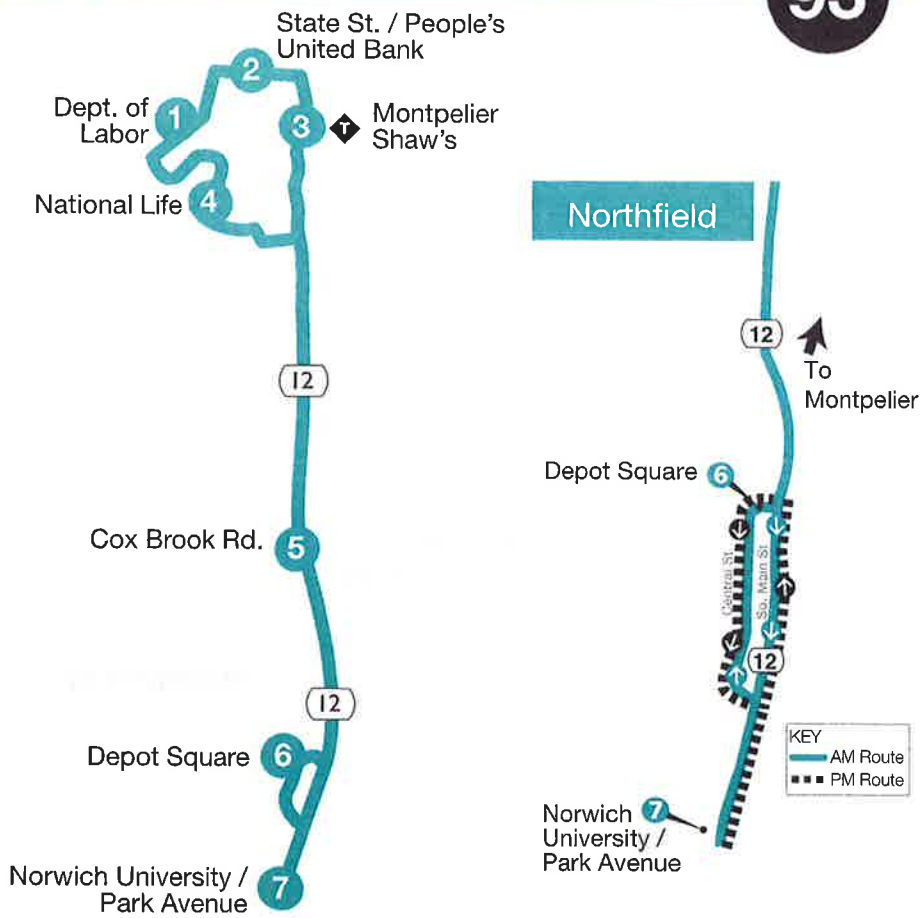 93
State St. / People's
United Bank
2
Dept. of
Labor
1
3
T
Montpelier
Shaw's
National Life
4
12
Cox Brook Rd.
5
12
Depot Square
6
Norwich University /
Park Avenue
7
Northfield
12
To
Montpelier
Depot Square
6
Central St
So. Main St
12
KEY
AM Route
PM Route
Norwich
University /
Park Avenue
7